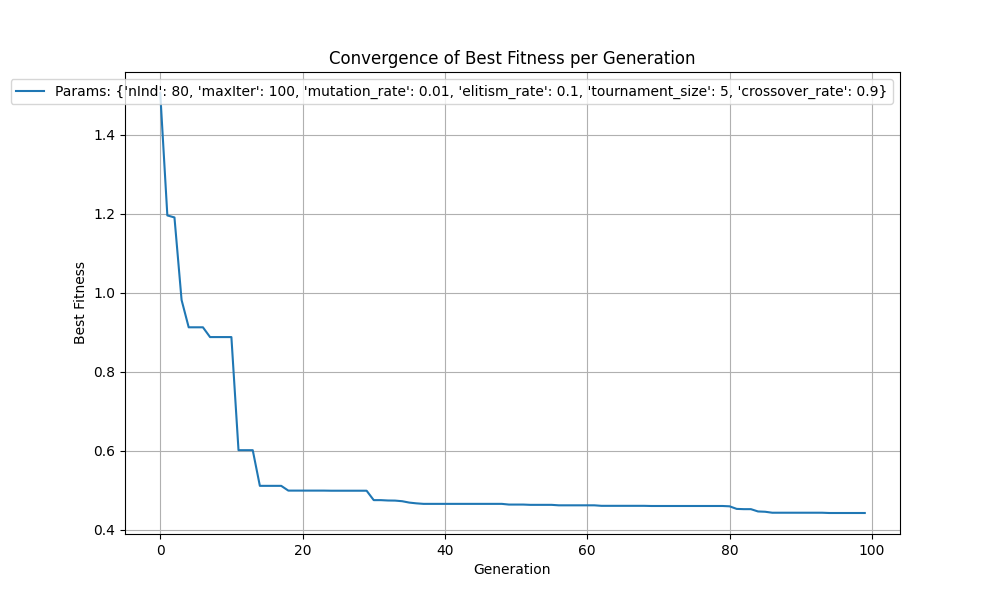 Convergence of Best Fitness per Generation
Params: {'nInd': 80, 'maxIter': 100, 'mutation_rate': 0.01, 'elitism_rate': 0.1, 'tournament_size': 5, 'crossover_rate': 0.9}
1.4
1.2
1.0
0.8
0.6
0.4
Best Fitness
0 20 40 60 80 100
Generation